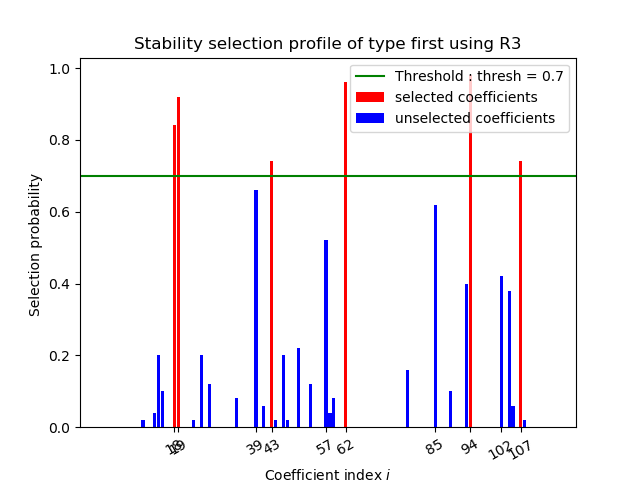 Stability selection profile of type first using R3
Threshold : thresh = 0.7
selected coefficients
unselected coefficients
Selection probability
1.0
0.8
0.6
0.4
0.2
0.0
18 19 39 43 57 62 85 94 102 107
Coefficient index i